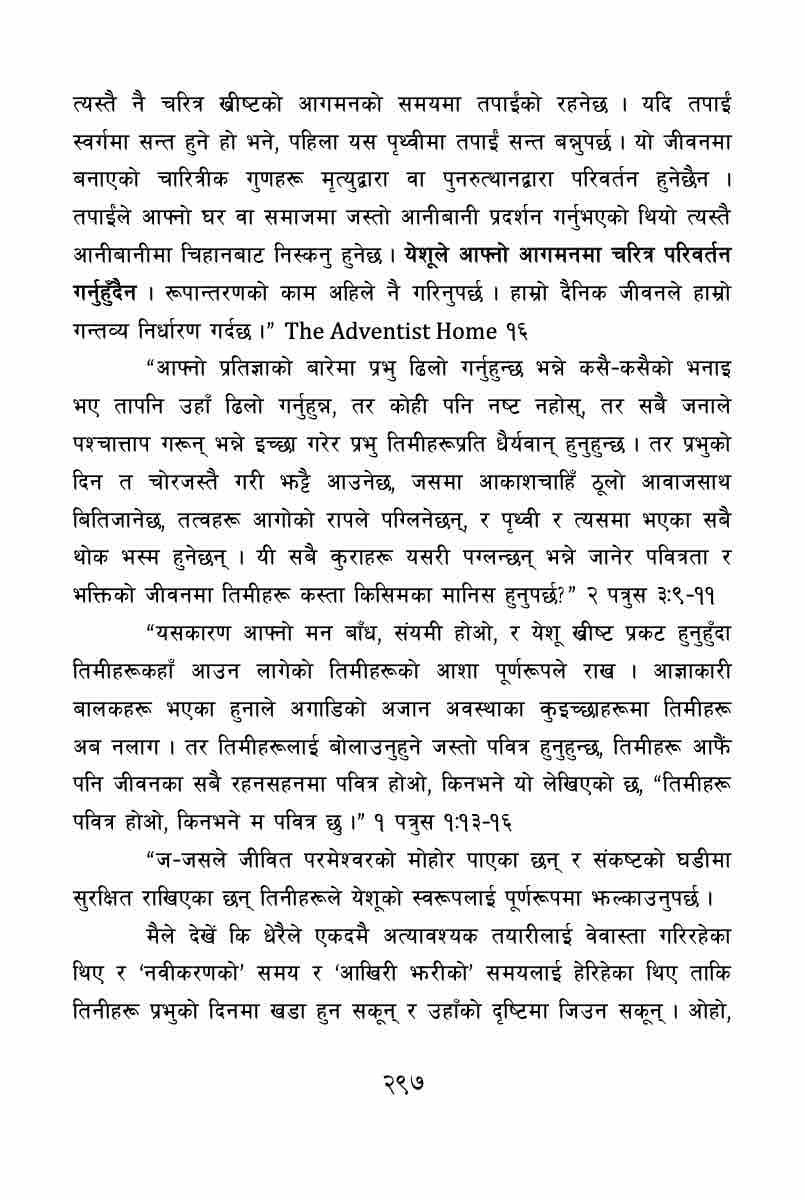 त्यस्तै नै चरित्र ख्रीष्टको आगमनको समयमा तपाईंको रहनेछ । यदि तपाईं
स्वर्गमा सन्त हुने हो भने, पहिला यस पृथ्वीमा तपाईं सन्त बन्नुपर्छ । यो जीवनमा
बनाएको चारित्रीक गुणहरू मृत्युद्वारा वा पुनरुत्थानद्वारा परिवर्तन हुनेछैन ।
तपाईंले आफ्नो घर वा समाजमा जस्तो आनीबानी प्रदर्शन गर्नुभएको थियो त्यस्तै
आनीबानीमा चिहानबाट निस्कनु हुनेछ । येशूले आफ्नो आगमनमा चरित्र परिवर्तन
गर्नुहुँदैन । रूपान्तरणको काम अहिले नै गरिनुपर्छ । हाम्रो दैनिक जीवनले हाम्रो
गन्तव्य निर्धारण गर्दछ ।” The Adventist Home १६
“आफ्नो प्रतिज्ञाको बारेमा प्रभु ढिलो गर्नुहुन्छ भन्ने कसै-कसैको भनाइ
भए तापनि उहाँ ढिलो गर्नुहुन्न, तर कोही पनि नष्ट नहोस्, तर सबै जनाले
पश्चात्ताप गरून् भन्ने इच्छा गरेर प्रभु तिमीहरूप्रति धैर्यवान् हुनुहुन्छ । तर प्रभुको
दिन त चोरजस्तै गरी झट्टै आउनेछ, जसमा आकाशचाहिँ ठूलो आवाजसाथ
बितिजानेछ, तत्वहरू आगोको रापले पग्लिनेछन्, र पृथ्वी र त्यसमा भएका सबै
थोक भस्म हुनेछन् । यी सबै कुराहरू यसरी पग्लन्छन् भन्ने जानेर पवित्रता र
भक्तिको जीवनमा तिमीहरू कस्ता किसिमका मानिस हुनुपर्छ?” २ पत्रुस ३:९-११
“यसकारण आफ्नो मन बाँध, संयमी होओ, र येशू ख्रीष्ट प्रकट हुनुहुँदा
तिमीहरूकहाँ आउन लागेको तिमीहरूको आशा पूर्णरूपले राख । आज्ञाकारी
बालकहरू भएका हुनाले अगाडिको अजान अवस्थाका कुइच्छाहरूमा तिमीहरू
अब नलाग । तर तिमीहरूलाई बोलाउनुहुने जस्तो पवित्र हुनुहुन्छ, तिमीहरू आफैं
पनि जीवनका सबै रहनसहनमा पवित्र होओ, किनभने यो लेखिएको छ, “तिमीहरू
पवित्र होओ, किनभने म पवित्र छु ।” १ पत्रुस १:१३-१६
“ज-जसले जीवित परमेश्वरको मोहोर पाएका छन् र संकष्टको घडीमा
सुरक्षित राखिएका छन् तिनीहरूले येशूको स्वरूपलाई पूर्णरूपमा झल्काउनुपर्छ ।
मैले देखें कि धेरैले एकदमै अत्यावश्यक तयारीलाई वेवास्ता गरिरहेका
थिए र ‘नवीकरणको’ समय र ‘आखिरी झरीको’ समयलाई हेरिहेका थिए ताकि
तिनीहरू प्रभुको दिनमा खडा हुन सकून् र उहाँको दृष्टिमा जिउन सकून् । ओहो,
२९७